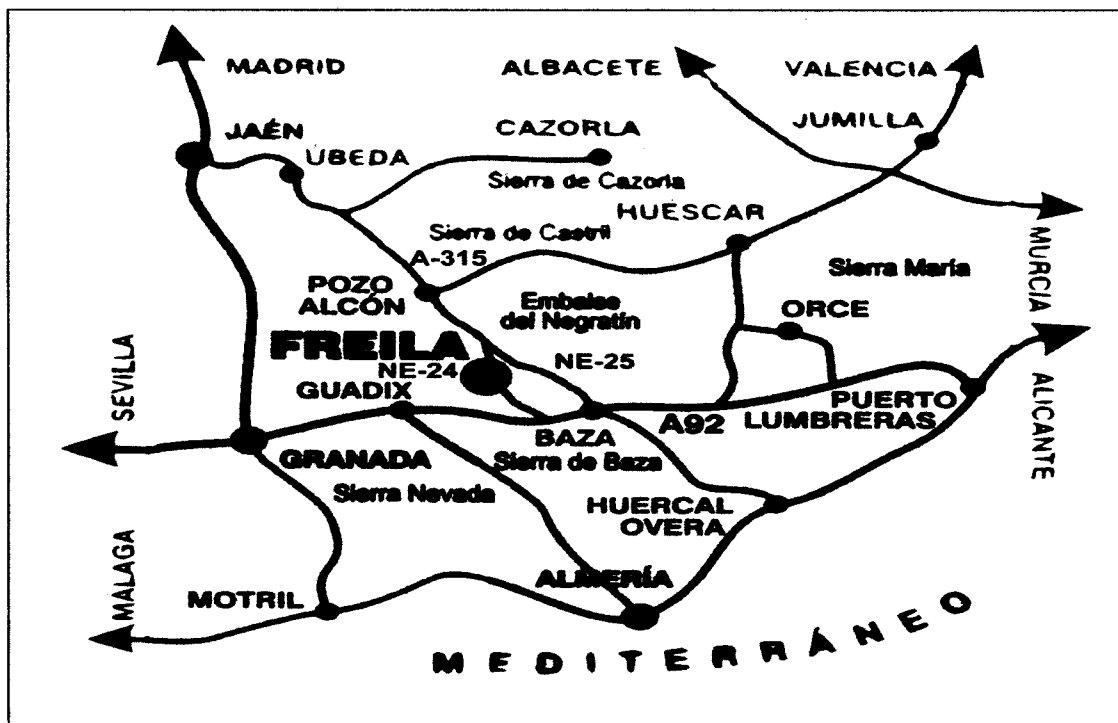 MADRID
ALBACETE
VALENCIA
JAÉN
ÚBEDA
CAZORLA
JUMILLA
Sierra de Cazorla
HUESCAR
Sierra de Castril
A-315
MURCIA
Sierra María
POZO
ALCÓN
Embalse
del Negratín
ORCE
FREILA
NE-24
NE-25
GUADIX
SEVILLA
ALICANTE
PUERTO
LUMBRERAS
A92
BAZA
Sierra de Baza
GRANADA
Sierra Nevada
HUERCAL
OVERA
MÁLAGA
ALMERÍA
MOTRIL
MEDITERRÁNEO